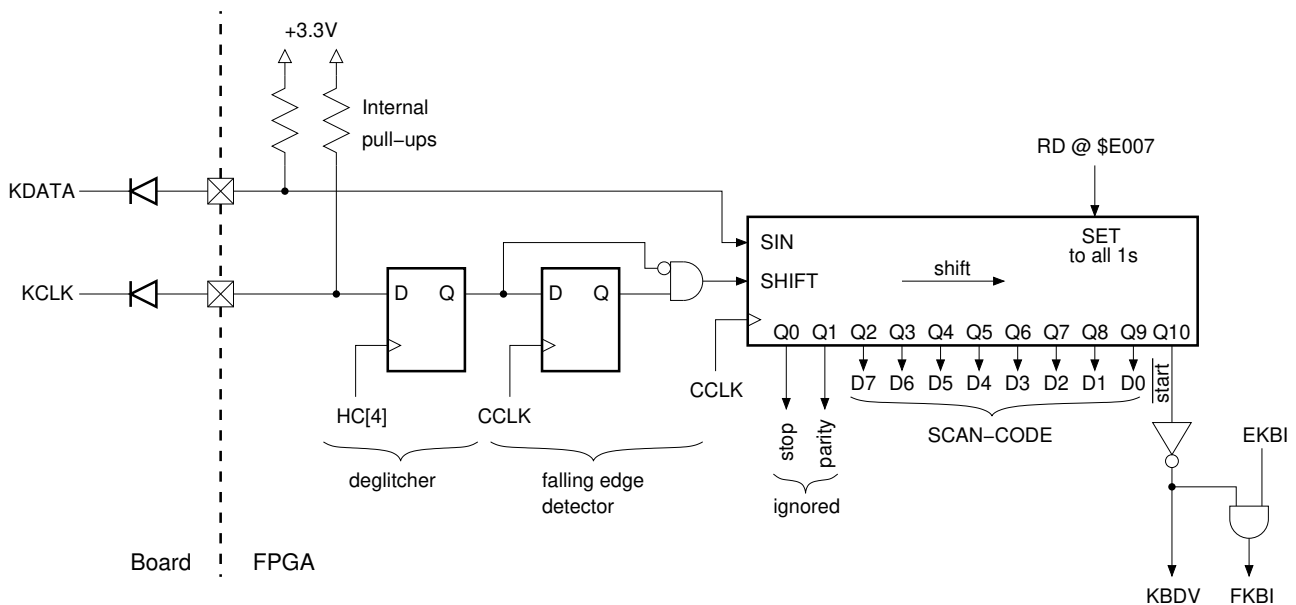 +3.3V
Internal
pull-ups
RD @ $E007
KDATA
SIN
SET
to all 1s
KCLK
D Q
D Q
SHIFT
shift
Q0 Q1 Q2 Q3 Q4 Q5 Q6 Q7 Q8 Q9 Q10
CCLK
D7 D6 D5 D4 D3 D2 D1 D0
start
HC[4]
CCLK
stop
parity
SCAN-CODE
EKBI
deglitcher
falling edge
detector
ignored
Board
FPGA
KBDV
FKBI